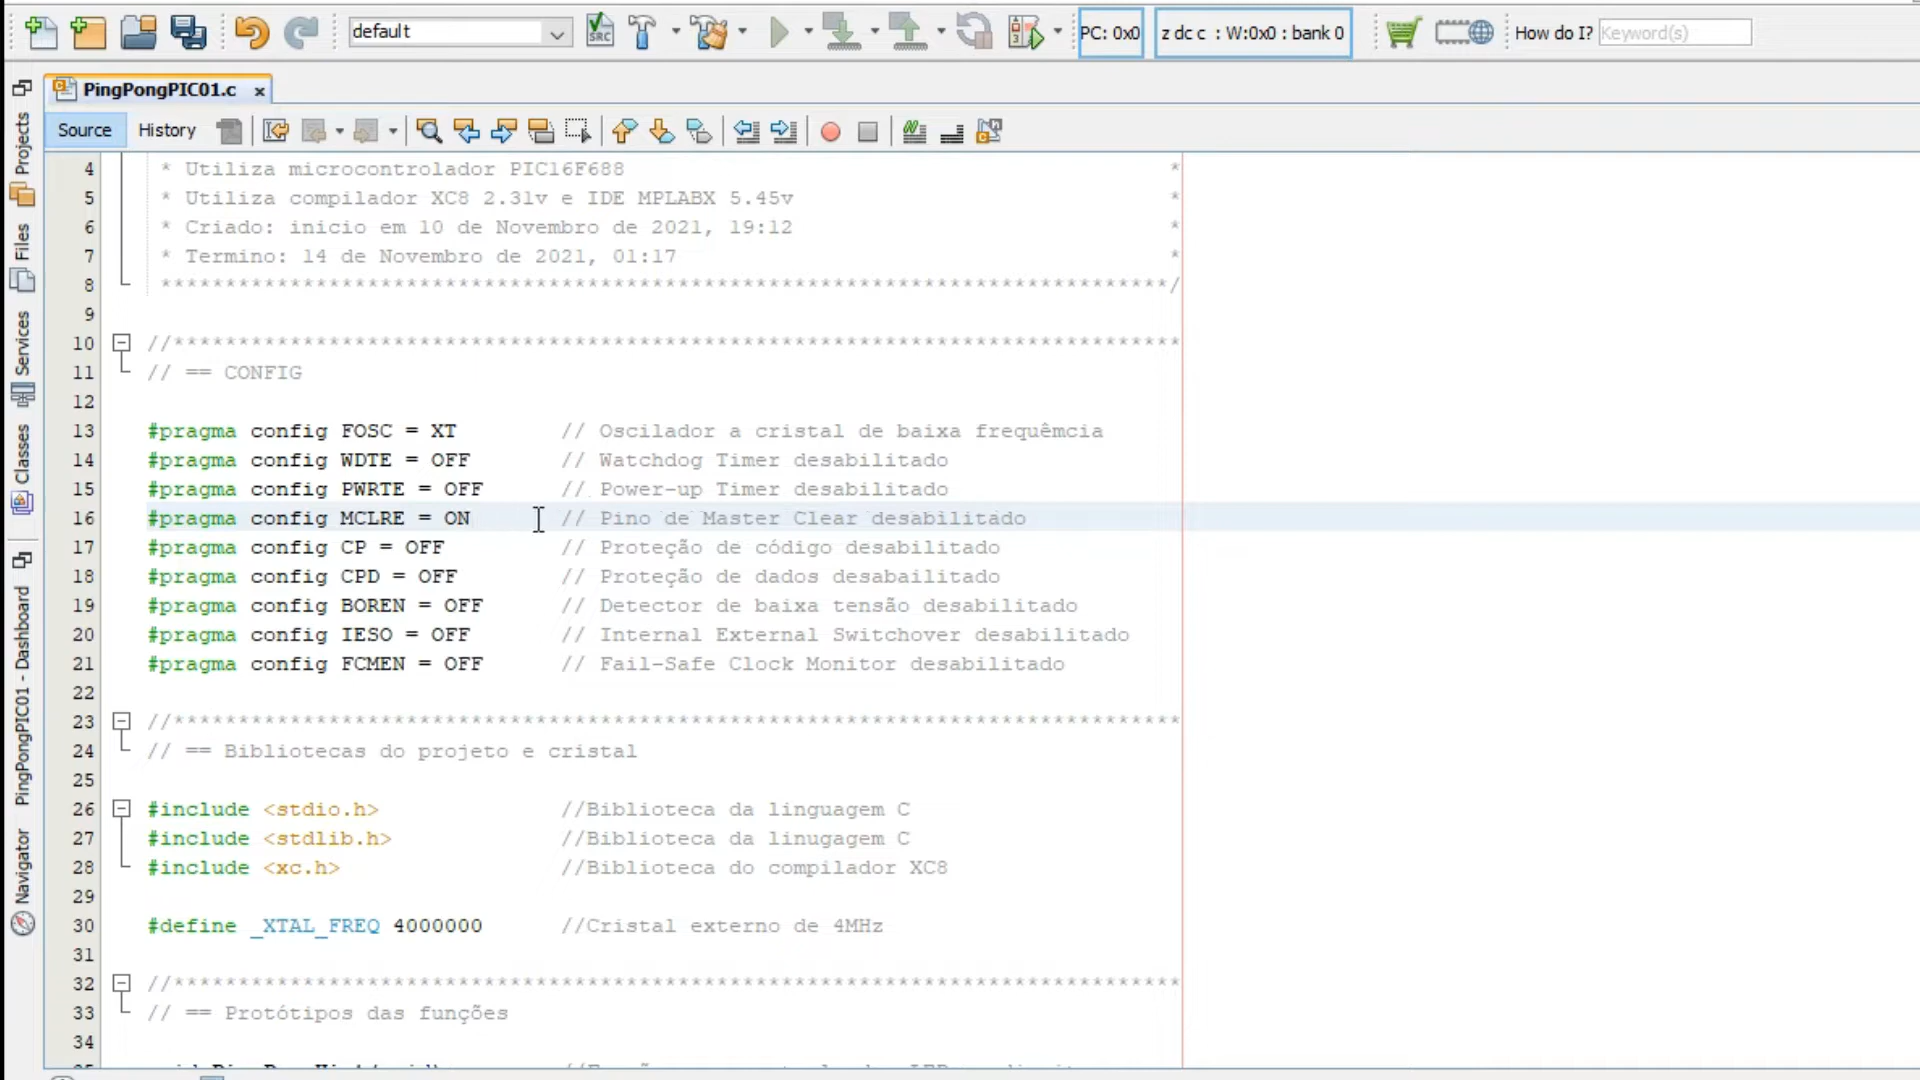 default
PC: 0x0
z dc c : W:0x0 : bank 0
How do I?
Keyword(s)
PingPongPIC01.c
Source
History
Projects
Files
Services
Classes
PingPongPIC01 - Dashboard
Navigator
4 * Utiliza microcontrolador PIC16F688 *
5 * Utiliza compilador XC8 2.31v e IDE MPLABX 5.45v *
6 * Criado: inicio em 10 de Novembro de 2021, 19:12 *
7 * Termino: 14 de Novembro de 2021, 01:17 *
8 ******************************************************************************/
9
10 //******************************************************************************
11 // == CONFIG
12
13 #pragma config FOSC = XT // Oscilador a cristal de baixa frequêmcia
14 #pragma config WDTE = OFF // Watchdog Timer desabilitado
15 #pragma config PWRTE = OFF // Power-up Timer desabilitado
16 #pragma config MCLRE = ON // Pino de Master Clear desabilitado
17 #pragma config CP = OFF // Proteção de código desabilitado
18 #pragma config CPD = OFF // Proteção de dados desabailitado
19 #pragma config BOREN = OFF // Detector de baixa tensão desabilitado
20 #pragma config IESO = OFF // Internal External Switchover desabilitado
21 #pragma config FCMEN = OFF // Fail-Safe Clock Monitor desabilitado
22
23 //******************************************************************************
24 // == Bibliotecas do projeto e cristal
25
26 #include <stdio.h> //Biblioteca da linguagem C
27 #include <stdlib.h> //Biblioteca da linugagem C
28 #include <xc.h> //Biblioteca do compilador XC8
29
30 #define _XTAL_FREQ 4000000 //Cristal externo de 4MHz
31
32 //******************************************************************************
33 // == Protótipos das funções
34